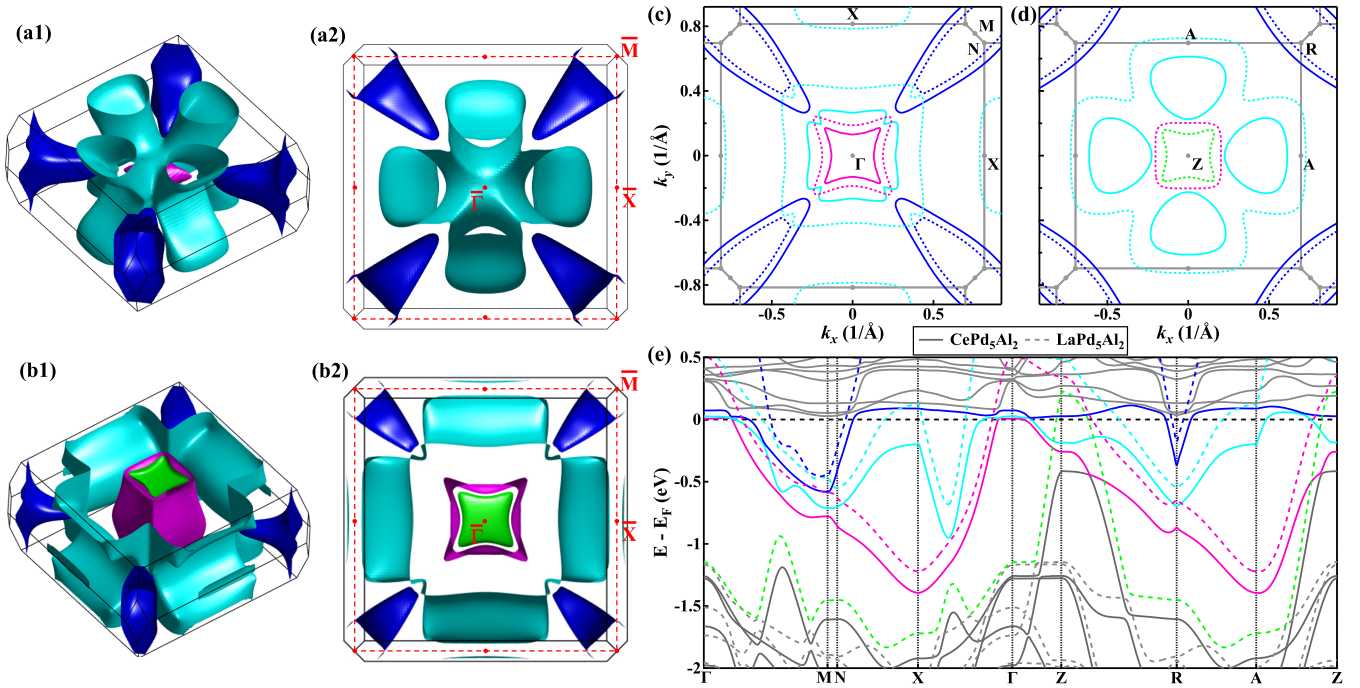 (a1)
(a2)
M̅
Γ̅
X̅
(b1)
(b2)
M̅
Γ̅
X̅
(c)
X
M
N
Γ
X
0.8
0.4
0
-0.4
-0.8
k_y (1/Å)
-0.5
0
0.5
k_x (1/Å)
(d)
A
R
Z
A
-0.5
0
0.5
k_x (1/Å)
CePd₅Al₂
LaPd₅Al₂
(e)
0.5
0
-0.5
-1
-1.5
-2
E - E_F (eV)
Γ
M
N
X
Γ
Z
R
A
Z